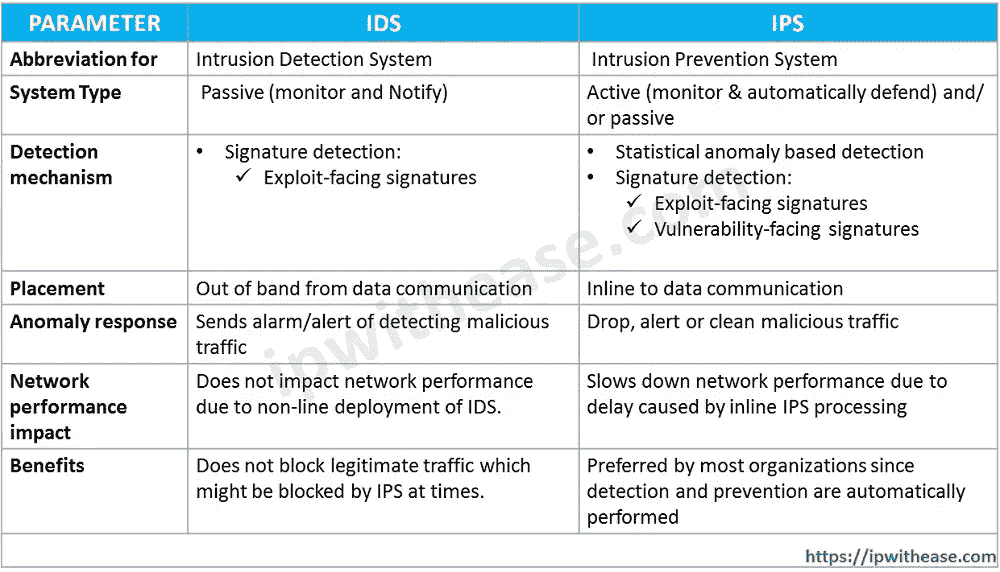 PARAMETER IDS IPS
Abbreviation for Intrusion Detection System Intrusion Prevention System
System Type Passive (monitor and Notify) Active (monitor & automatically defend) and/
or passive
Detection • Signature detection: • Statistical anomaly based detection
mechanism ✓ Exploit-facing signatures • Signature detection:
✓ Exploit-facing signatures
✓ Vulnerability-facing signatures
Placement Out of band from data communication Inline to data communication
Anomaly response Sends alarm/alert of detecting malicious Drop, alert or clean malicious traffic
traffic
Network Does not impact network performance Slows down network performance due to
performance due to non-line deployment of IDS. delay caused by inline IPS processing
impact
Benefits Does not block legitimate traffic which Preferred by most organizations since
might be blocked by IPS at times. detection and prevention are automatically
performed
ipwithease.com
https://ipwithease.com